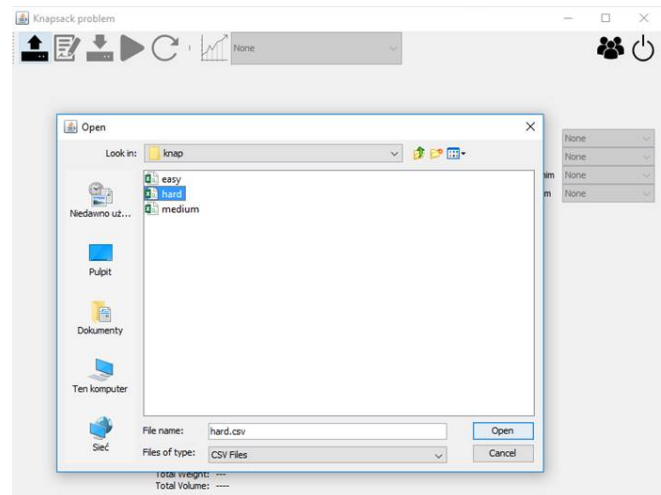 Knapsack problem
None
Open
Look in: knap
None
None
None
None
easy
hard
medium
Niedawno uż...
Pulpit
Dokumenty
Ten komputer
Sieć
File name: hard.csv Open
Files of type: CSV Files Cancel
Total Weight: ---
Total Volume: ----